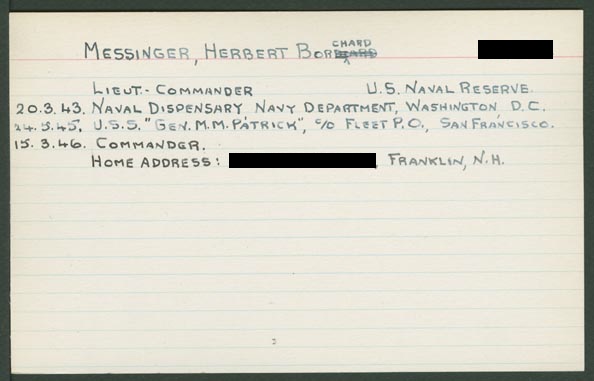 MESSINGER, HERBERT BORCHARD
LIEUT.-COMMANDER U.S. NAVAL RESERVE.
20.3.43. NAVAL DISPENSARY NAVY DEPARTMENT, WASHINGTON D.C.
24.5.45. U.S.S. "GEN. M.M. PATRICK", C/O FLEET P.O., SAN FRANCISCO.
15.3.46. COMMANDER.
HOME ADDRESS: FRANKLIN, N.H.